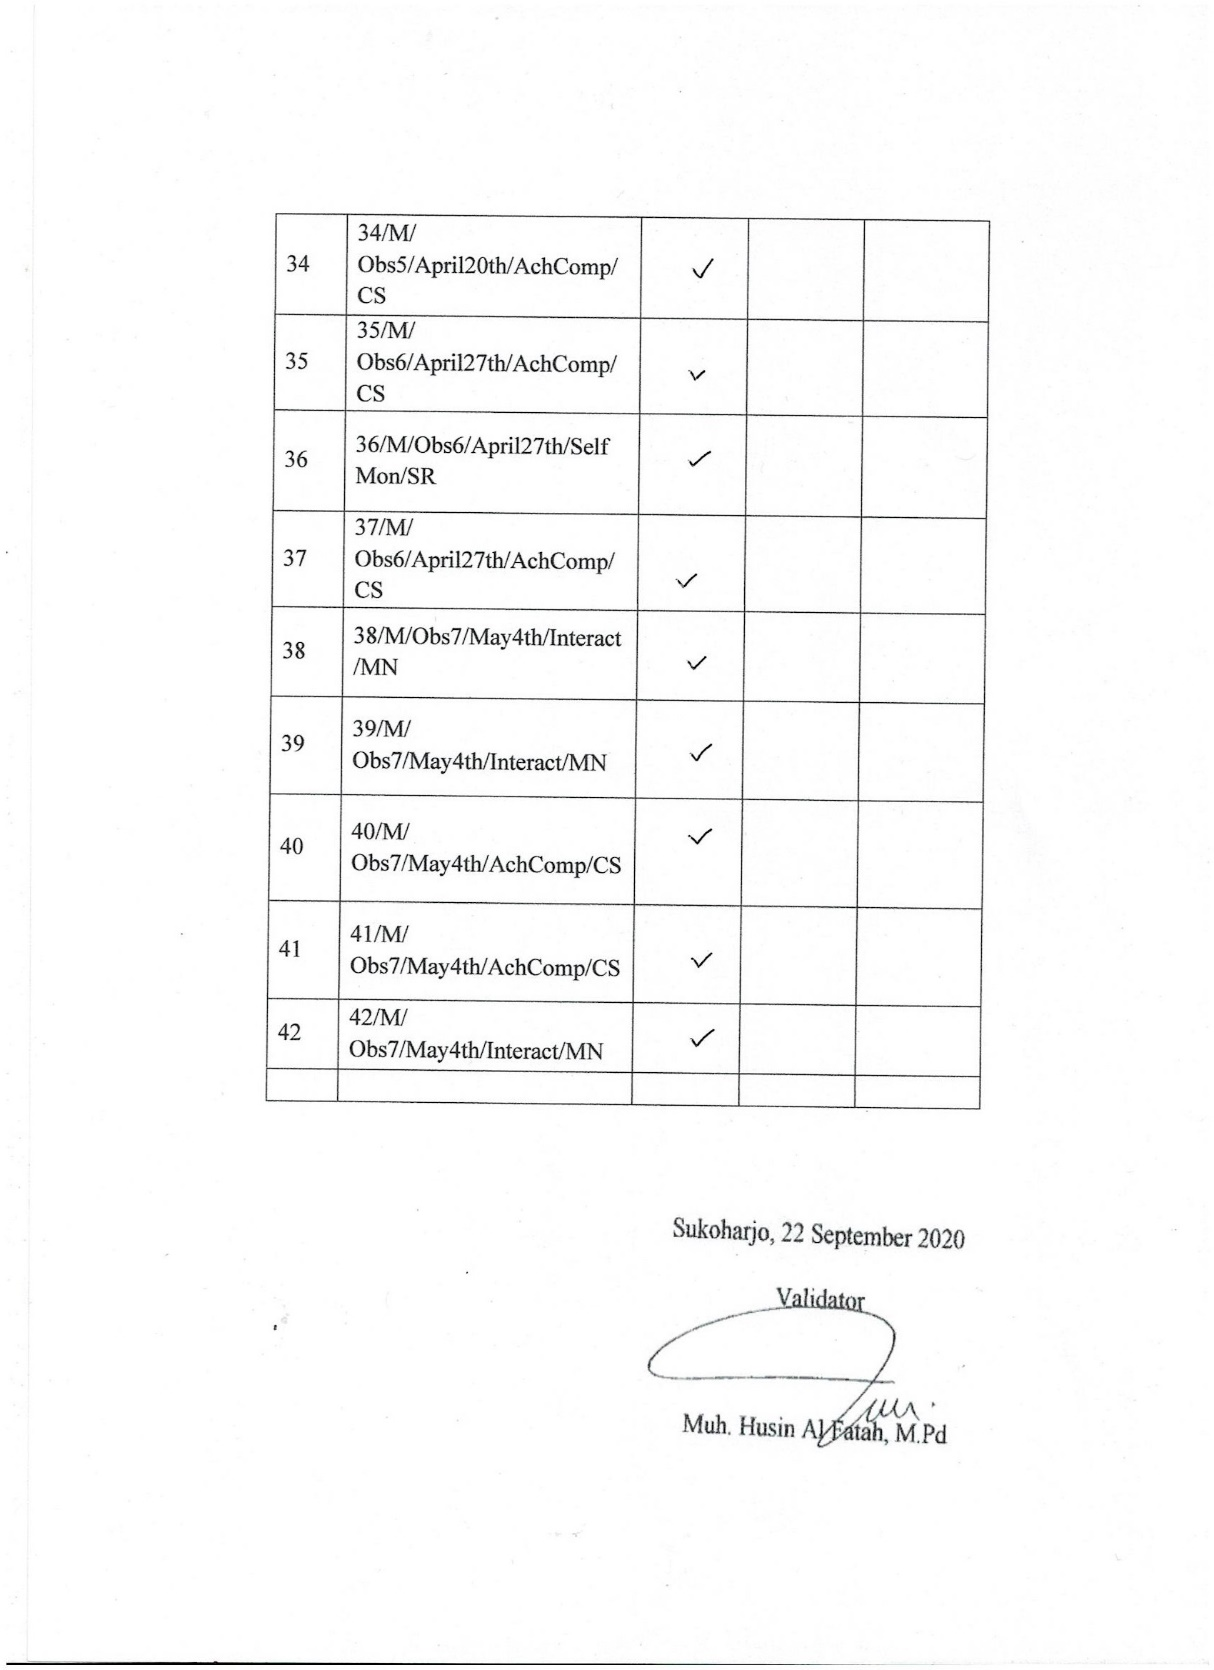 34
34/M/
Obs5/April20th/AchComp/
CS
✓
35
35/M/
Obs6/April27th/AchComp/
CS
✓
36
36/M/Obs6/April27th/Self
Mon/SR
✓
37
37/M/
Obs6/April27th/AchComp/
CS
✓
38
38/M/Obs7/May4th/Interact
/MN
✓
39
39/M/
Obs7/May4th/Interact/MN
✓
40
40/M/
Obs7/May4th/AchComp/CS
✓
41
41/M/
Obs7/May4th/AchComp/CS
✓
42
42/M/
Obs7/May4th/Interact/MN
✓
Sukoharjo, 22 September 2020
Validator
Muh. Husin Al Fatah, M.Pd